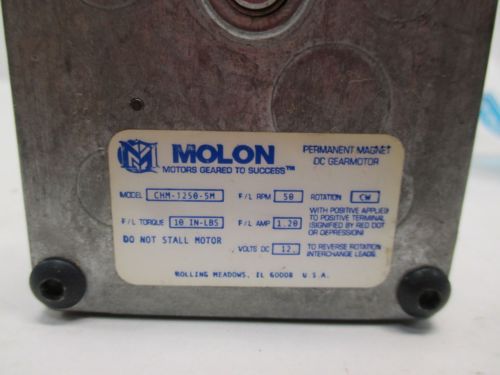 MOLON
MOTORS GEARED TO SUCCESS™
PERMANENT MAGNET
DC GEARMOTOR
MODEL CHM-1250-5M F/L RPM 50 ROTATION CW
F/L TORQUE 10 IN-LBS F/L AMP 1.20
WITH POSITIVE APPLIED
TO POSITIVE TERMINAL
(SIGNIFIED BY RED DOT
OR DEPRESSION)
DO NOT STALL MOTOR VOLTS DC 12.
TO REVERSE ROTATION
INTERCHANGE LEADS.
ROLLING MEADOWS, IL 60008 U.S.A.